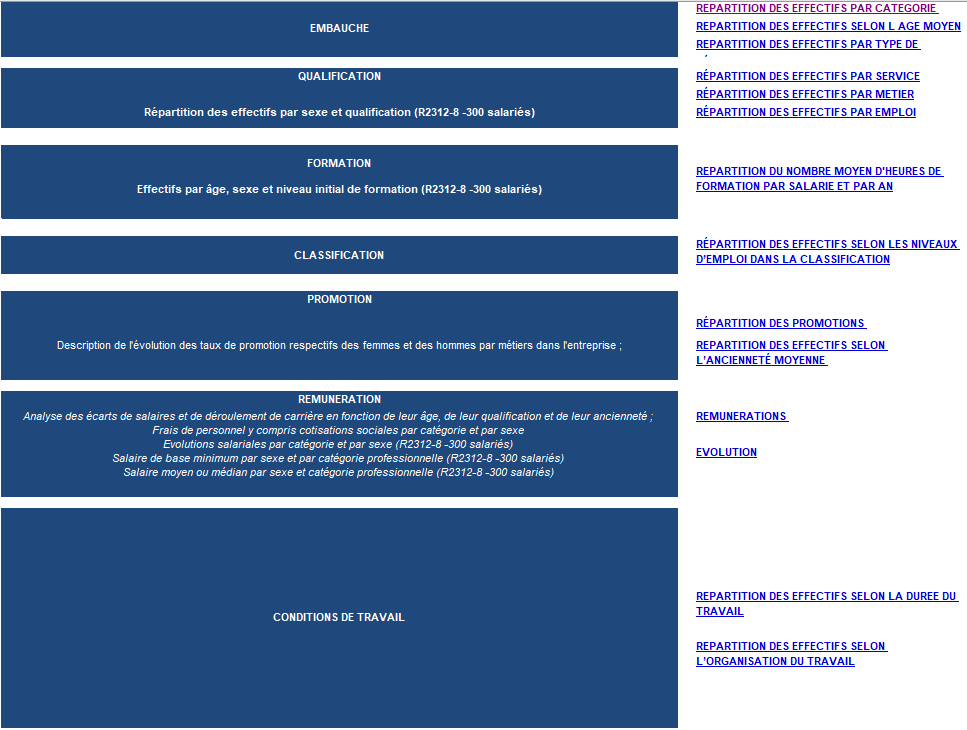 EMBAUCHE
REPARTITION DES EFFECTIFS PAR CATEGORIE
REPARTITION DES EFFECTIFS SELON L AGE MOYEN
REPARTITION DES EFFECTIFS PAR TYPE DE
QUALIFICATION
Répartition des effectifs par sexe et qualification (R2312-8 -300 salariés)
RÉPARTITION DES EFFECTIFS PAR SERVICE
RÉPARTITION DES EFFECTIFS PAR METIER
RÉPARTITION DES EFFECTIFS PAR EMPLOI
FORMATION
Effectifs par âge, sexe et niveau initial de formation (R2312-8 -300 salariés)
REPARTITION DU NOMBRE MOYEN D'HEURES DE
FORMATION PAR SALARIE ET PAR AN
CLASSIFICATION
RÉPARTITION DES EFFECTIFS SELON LES NIVEAUX
D'EMPLOI DANS LA CLASSIFICATION
PROMOTION
Description de l'évolution des taux de promotion respectifs des femmes et des hommes par métiers dans l'entreprise ;
RÉPARTITION DES PROMOTIONS
REPARTITION DES EFFECTIFS SELON
L'ANCIENNETÉ MOYENNE
REMUNERATION
Analyse des écarts de salaires et de déroulement de carrière en fonction de leur âge, de leur qualification et de leur ancienneté ;
Frais de personnel y compris cotisations sociales par catégorie et par sexe
Evolutions salariales par catégorie et par sexe (R2312-8 -300 salariés)
Salaire de base minimum par sexe et par catégorie professionnelle (R2312-8 -300 salariés)
Salaire moyen ou médian par sexe et catégorie professionnelle (R2312-8 -300 salariés)
REMUNERATIONS
EVOLUTION
CONDITIONS DE TRAVAIL
REPARTITION DES EFFECTIFS SELON LA DUREE DU
TRAVAIL
REPARTITION DES EFFECTIFS SELON
L'ORGANISATION DU TRAVAIL